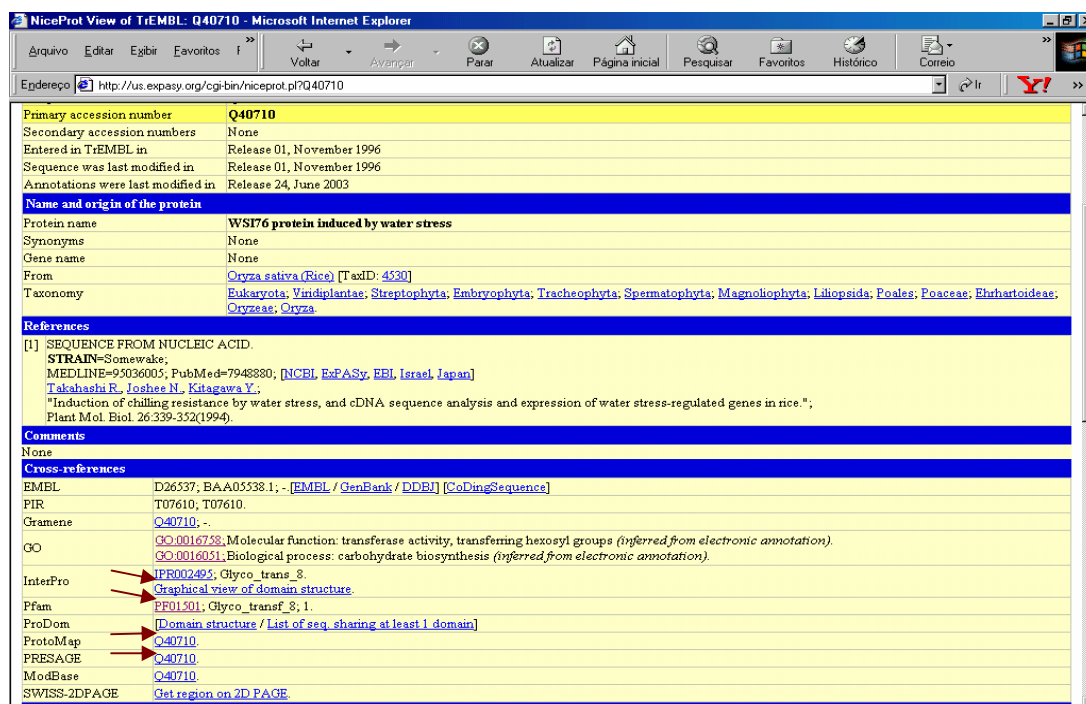 NiceProt View of TrEMBL: Q40710 - Microsoft Internet Explorer
Arquivo Editar Exibir Favoritos F » Voltar Avançar Parar Atualizar Página inicial Pesquisar Favoritos Histórico Correio »
Endereço http://us.expasy.org/cgi-bin/niceprot.pl?Q40710 Ir Y! »
Primary accession number Q40710
Secondary accession numbers None
Entered in TrEMBL in Release 01, November 1996
Sequence was last modified in Release 01, November 1996
Annotations were last modified in Release 24, June 2003
Name and origin of the protein
Protein name WSI76 protein induced by water stress
Synonyms None
Gene name None
From Oryza sativa (Rice) [TaxID: 4530]
Taxonomy Eukaryota; Viridiplantae; Streptophyta; Embryophyta; Tracheophyta; Spermatophyta; Magnoliophyta; Liliopsida; Poales; Poaceae; Ehrhartoideae;
Oryzeae; Oryza.
References
[1] SEQUENCE FROM NUCLEIC ACID.
STRAIN=Somewake;
MEDLINE=95036005; PubMed=7948880; [NCBI, ExPASy, EBI, Israel, Japan]
Takahashi R., Joshee N., Kitagawa Y.;
"Induction of chilling resistance by water stress, and cDNA sequence analysis and expression of water stress-regulated genes in rice.";
Plant Mol. Biol. 26:339-352(1994).
Comments
None
Cross-references
EMBL D26537; BAA05538.1; -.[EMBL / GenBank / DDBJ] [CoDingSequence]
PIR T07610; T07610.
Gramene Q40710; -.
GO GO:0016758; Molecular function: transferase activity, transferring hexosyl groups (inferred from electronic annotation).
GO:0016051; Biological process: carbohydrate biosynthesis (inferred from electronic annotation).
InterPro IPR002495; Glyco_trans_8.
Graphical view of domain structure.
Pfam PF01501; Glyco_transf_8; 1.
ProDom [Domain structure / List of seq. sharing at least 1 domain]
ProtoMap Q40710.
PRESAGE Q40710.
ModBase Q40710.
SWISS-2DPAGE Get region on 2D PAGE.